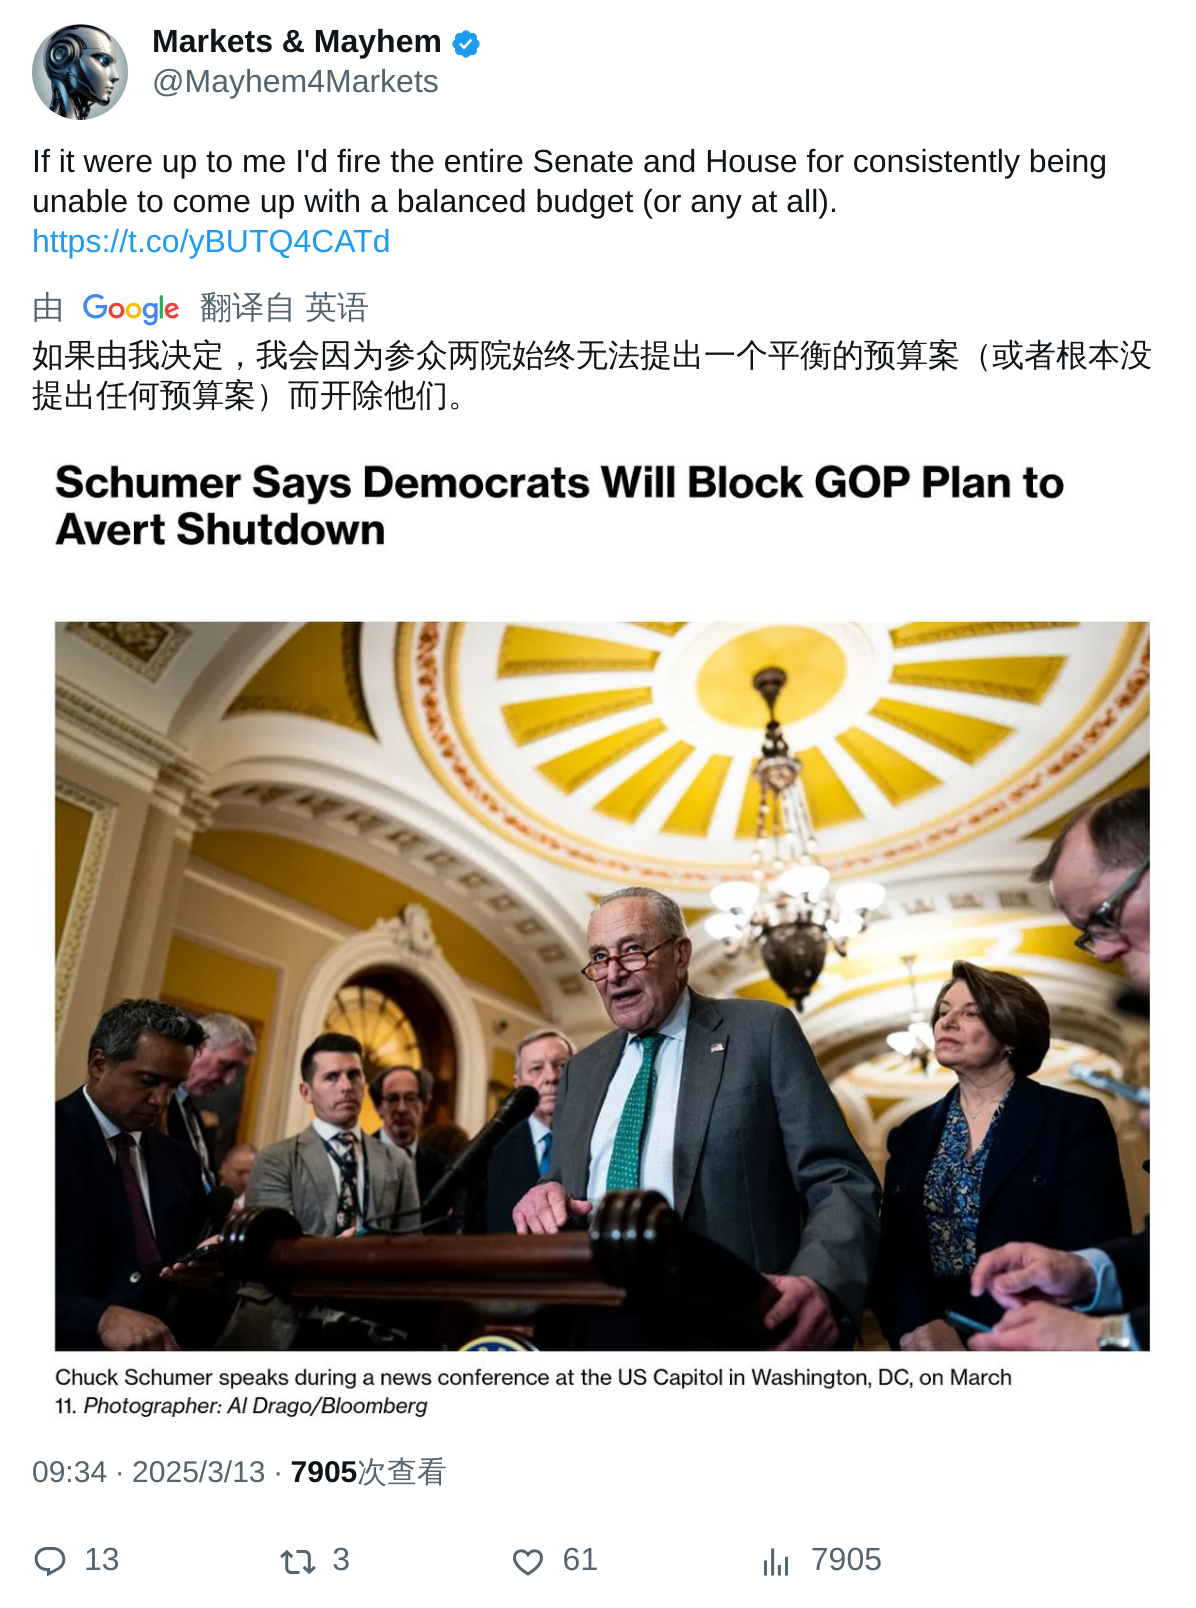 Markets & Mayhem
@Mayhem4Markets
If it were up to me I'd fire the entire Senate and House for consistently being
unable to come up with a balanced budget (or any at all).
https://t.co/yBUTQ4CATd
由 Google 翻译自 英语
如果由我决定，我会因为参众两院始终无法提出一个平衡的预算案（或者根本没
提出任何预算案）而开除他们。
Schumer Says Democrats Will Block GOP Plan to
Avert Shutdown
Chuck Schumer speaks during a news conference at the US Capitol in Washington, DC, on March
11. Photographer: Al Drago/Bloomberg
09:34 · 2025/3/13 · 7905次查看
13 3 61 7905